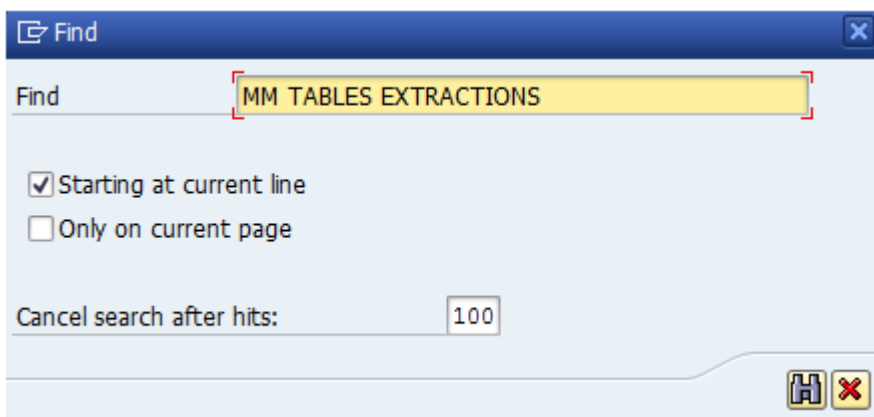 Find
Find MM TABLES EXTRACTIONS
Starting at current line
Only on current page
Cancel search after hits: 100